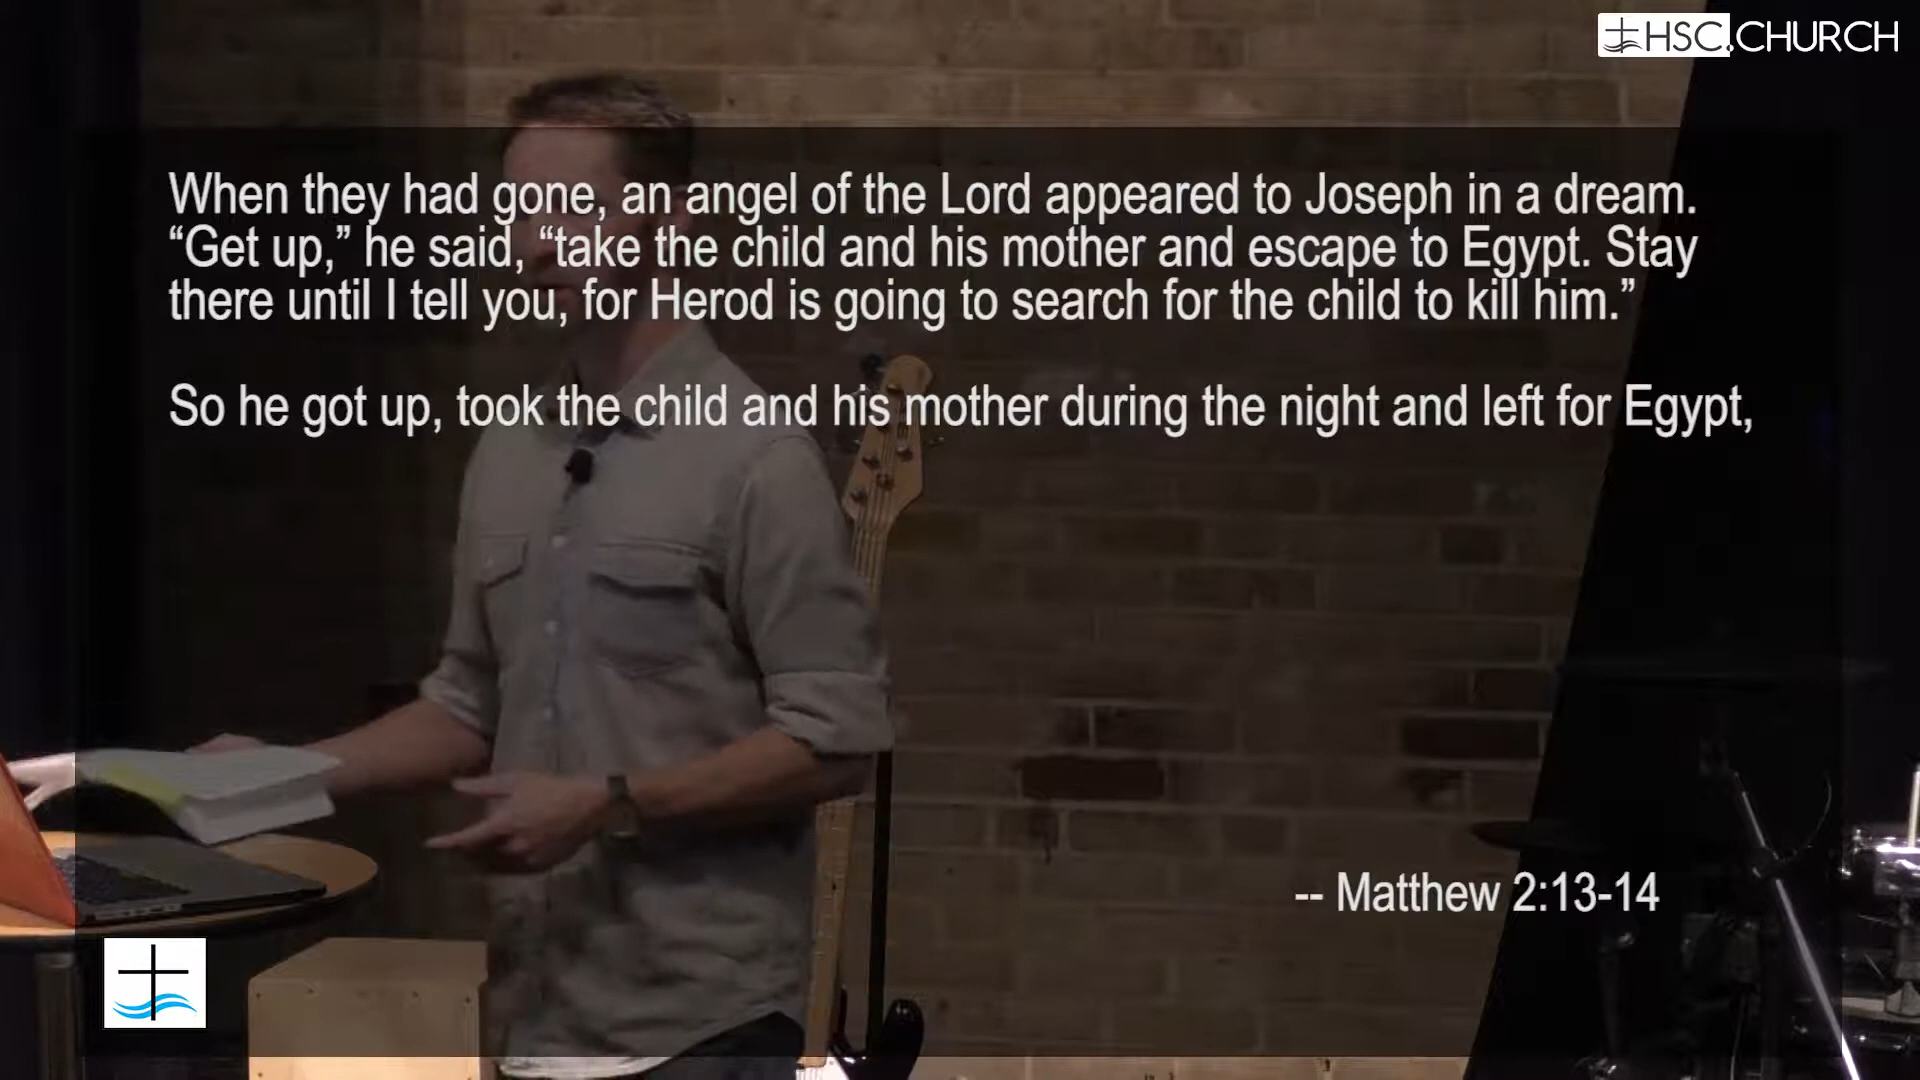 HSC.CHURCH
When they had gone, an angel of the Lord appeared to Joseph in a dream.
“Get up,” he said, “take the child and his mother and escape to Egypt. Stay
there until I tell you, for Herod is going to search for the child to kill him.”
So he got up, took the child and his mother during the night and left for Egypt,
-- Matthew 2:13-14